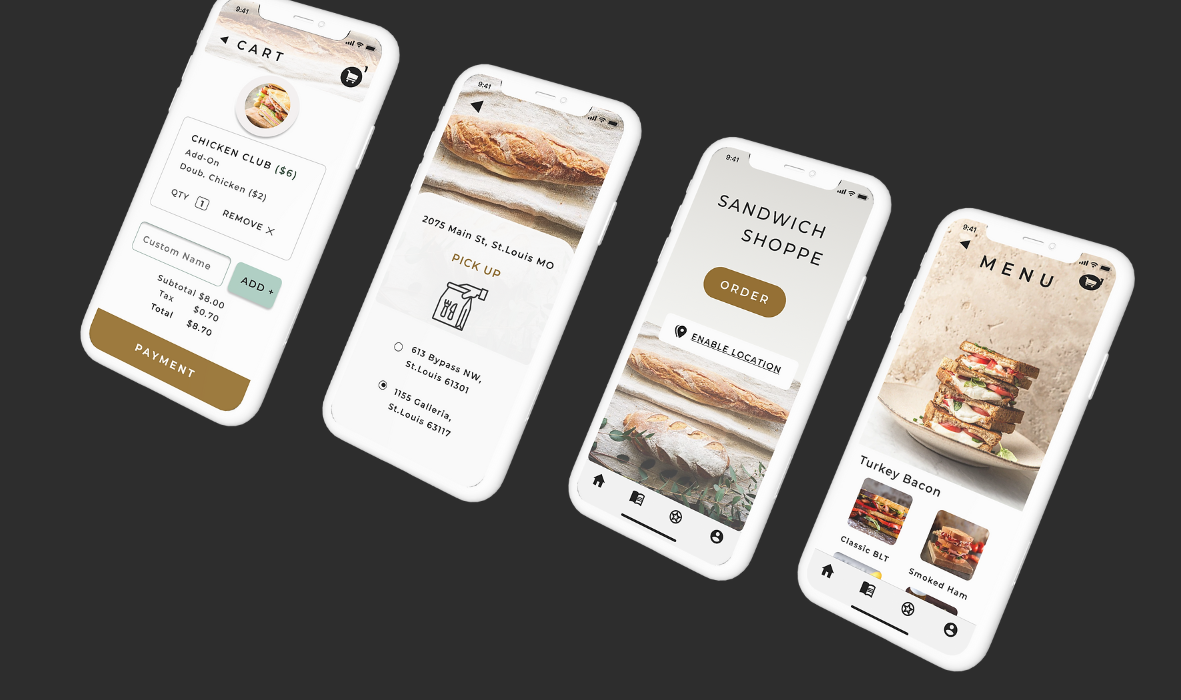 9:41
CART
1
CHICKEN CLUB ($6)
Add-On
Doub. Chicken ($2)
QTY 1 REMOVE X
Custom Name
ADD +
Subtotal $8.00
Tax $0.70
Total $8.70
PAYMENT
9:41
2075 Main St, St.Louis MO
PICK UP
613 Bypass NW,
St.Louis 61301
1155 Galleria,
St.Louis 63117
9:41
SANDWICH
SHOPPE
ORDER
ENABLE LOCATION
9:41
MENU
Turkey Bacon
Classic BLT
Smoked Ham